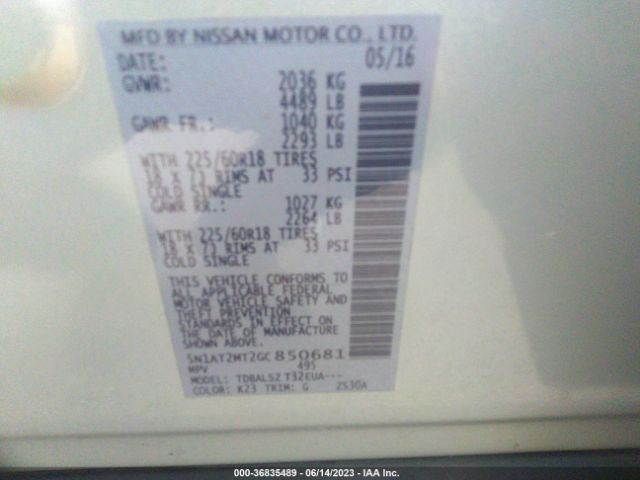 MFD BY NISSAN MOTOR CO., LTD.
DATE: 05/16
GVWR: 2036 KG
4489 LB
GAWR FR.: 1040 KG
2293 LB
WITH 225/60R18 TIRES
18 X 7J RIMS AT 33 PSI
COLD SINGLE
GAWR RR.: 1027 KG
2264 LB
WITH 225/60R18 TIRES
18 X 7J RIMS AT 33 PSI
COLD SINGLE
THIS VEHICLE CONFORMS TO
ALL APPLICABLE FEDERAL
MOTOR VEHICLE SAFETY AND
THEFT PREVENTION
STANDARDS IN EFFECT ON
THE DATE OF MANUFACTURE
SHOWN ABOVE.
5N1AT2MT2GC850681
MPV 495
MODEL: TDBALSZ T32EUA---
COLOR: K23 TRIM: G ZS30A
000-36835489 - 06/14/2023 - IAA Inc.